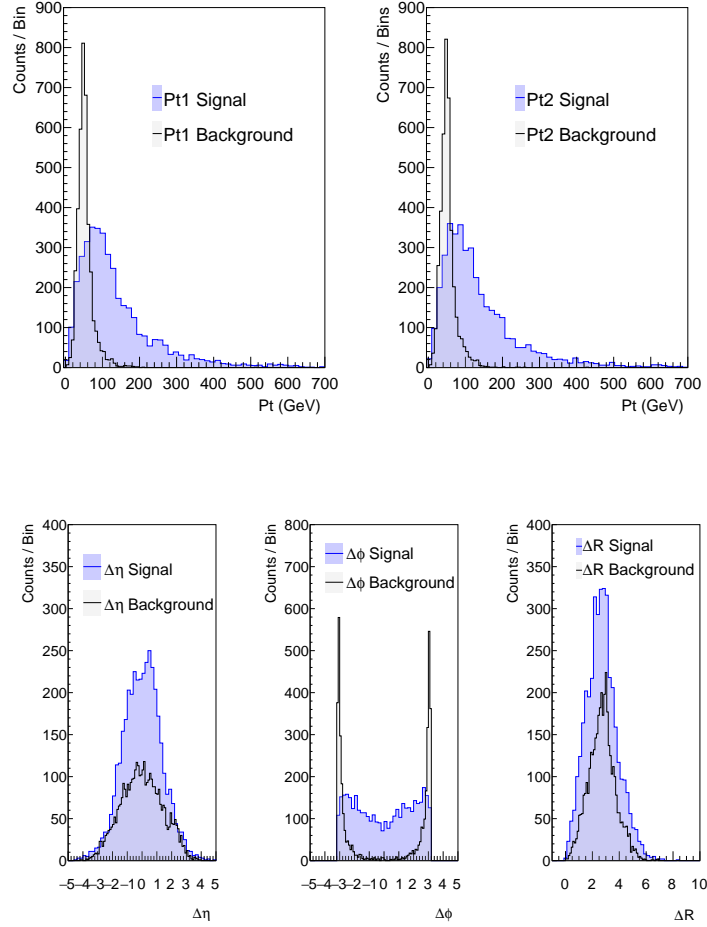 Counts / Bin
900
800
700
600
500
400
300
200
100
0
Pt1 Signal
Pt1 Background
0 100 200 300 400 500 600 700
Pt (GeV)
Counts / Bins
900
800
700
600
500
400
300
200
100
0
Pt2 Signal
Pt2 Background
0 100 200 300 400 500 600 700
Pt (GeV)
Counts / Bin
400
350
300
250
200
150
100
50
0
Δη Signal
Δη Background
−5 −4 −3 −2 −1 0 1 2 3 4 5
Δη
Counts / Bin
800
700
600
500
400
300
200
100
0
Δϕ Signal
Δϕ Background
−5 −4 −3 −2 −1 0 1 2 3 4 5
Δϕ
Counts / Bin
400
350
300
250
200
150
100
50
0
ΔR Signal
ΔR Background
0 2 4 6 8 10
ΔR